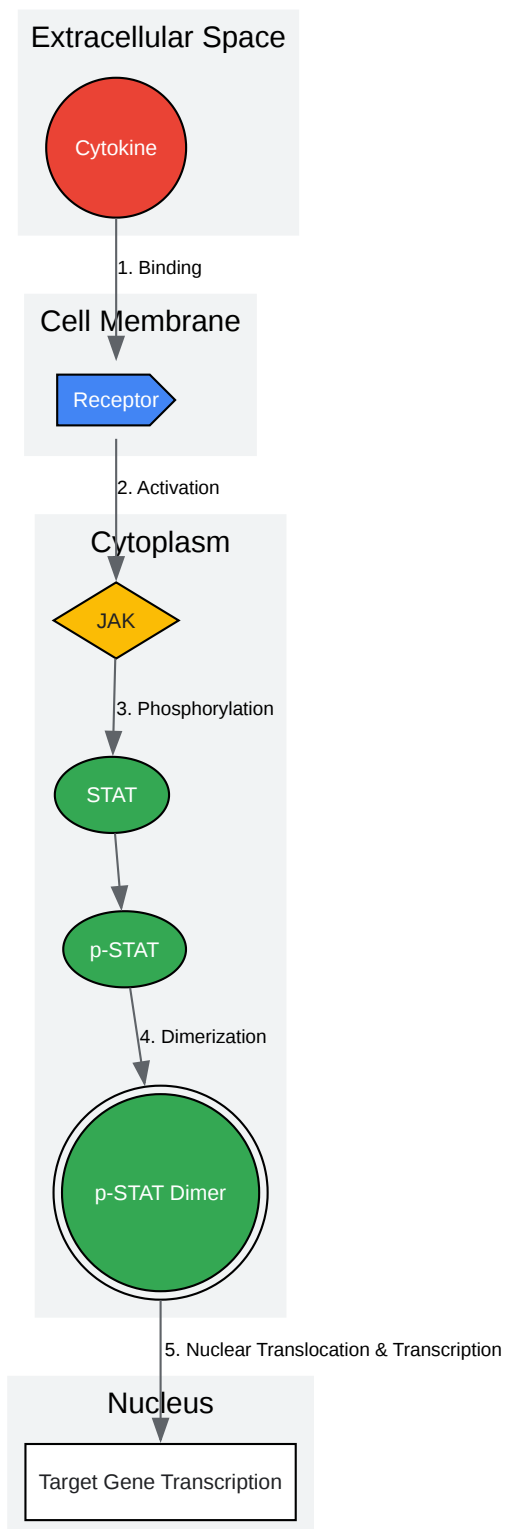 Extracellular Space
Cytokine
1. Binding
Cell Membrane
Receptor
2. Activation
Cytoplasm
JAK
3. Phosphorylation
STAT
p-STAT
4. Dimerization
p-STAT Dimer
5. Nuclear Translocation & Transcription
Nucleus
Target Gene Transcription